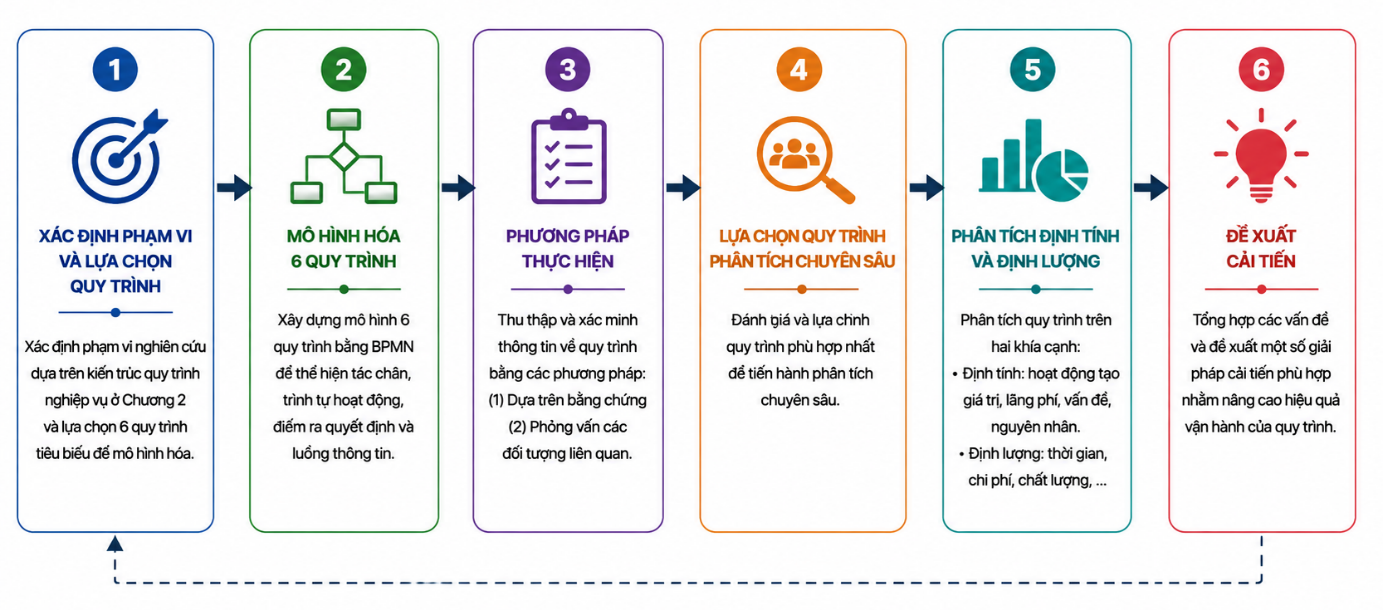 1
XÁC ĐỊNH PHẠM VI
VÀ LỰA CHỌN
QUY TRÌNH
Xác định phạm vi nghiên cứu
dựa trên kiến trúc quy trình
nghiệp vụ ở Chương 2
và lựa chọn 6 quy trình
tiêu biểu để mô hình hóa.
2
MÔ HÌNH HÓA
6 QUY TRÌNH
Xây dựng mô hình 6
quy trình bằng BPMN
để thể hiện tác chân,
trình tự hoạt động,
điểm ra quyết định và
luồng thông tin.
3
PHƯƠNG PHÁP
THỰC HIỆN
Thu thập và xác minh
thông tin về quy trình
bằng các phương pháp:
(1) Dựa trên bằng chứng
(2) Phỏng vấn các
đối tượng liên quan.
4
LỰA CHỌN QUY TRÌNH
PHÂN TÍCH CHUYÊN SÂU
Đánh giá và lựa chnh
quy trình phù hợp nhất
để tiến hành phân tích
chuyên sâu.
5
PHÂN TÍCH ĐỊNH TÍNH
VÀ ĐỊNH LƯỢNG
Phân tích quy trình trên
hai khía cạnh:
• Định tính: hoạt động tạo
giá trị, lãng phí, vấn đề,
nguyên nhân.
• Định lượng: thời gian,
chi phí, chất lượng, ...
6
ĐỀ XUẤT
CẢI TIẾN
Tổng hợp các vấn đề
và đề xuất một số giải
pháp cải tiến phù hợp
nhằm nâng cao hiệu quả
vận hành của quy trình.